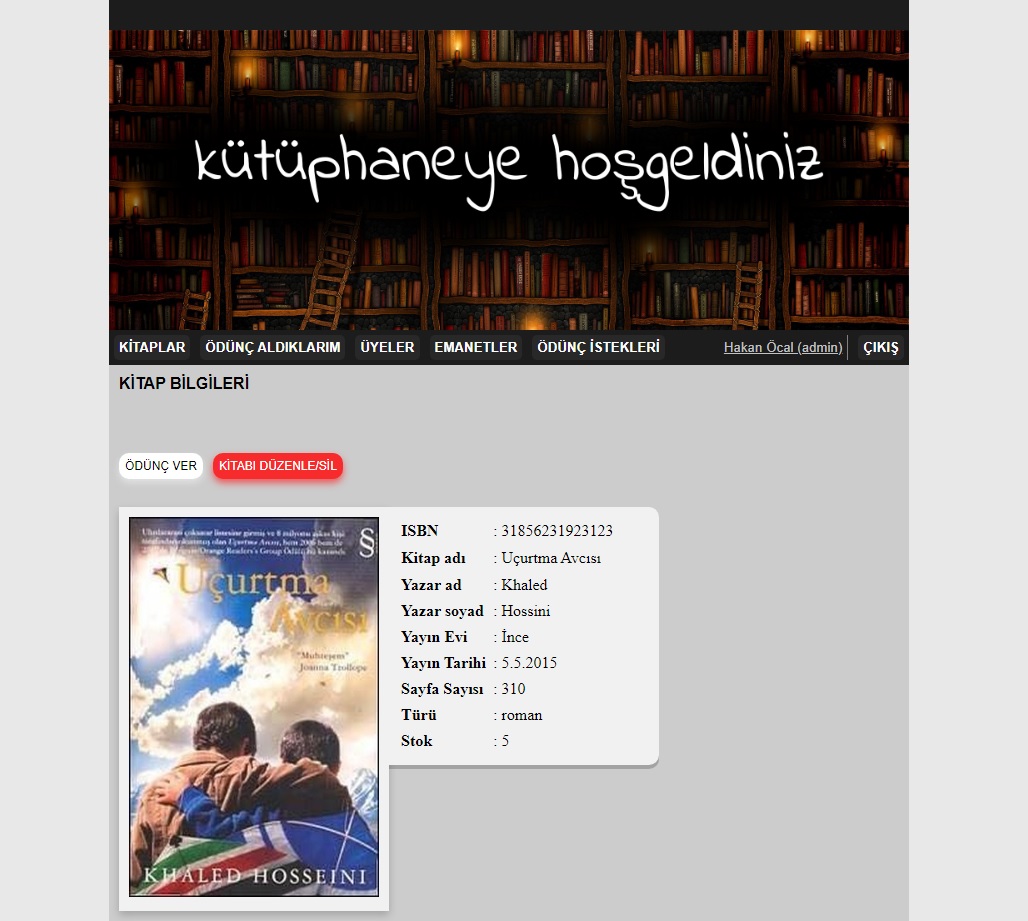 kütüphaneye hoşgeldiniz
KİTAPLAR ÖDÜNÇ ALDIKLARIM ÜYELER EMANETLER ÖDÜNÇ İSTEKLERİ Hakan Öcal (admin) ÇIKIŞ
KİTAP BİLGİLERİ
ÖDÜNÇ VER KİTABI DÜZENLE/SİL
Uluslararası
§
Uçurtma
Avcısı
"Muhteşem"
Joanna Trollope
KHALED HOSSEINI
ISBN : 31856231923123
Kitap adı : Uçurtma Avcısı
Yazar ad : Khaled
Yazar soyad : Hossini
Yayın Evi : İnce
Yayın Tarihi : 5.5.2015
Sayfa Sayısı : 310
Türü : roman
Stok : 5